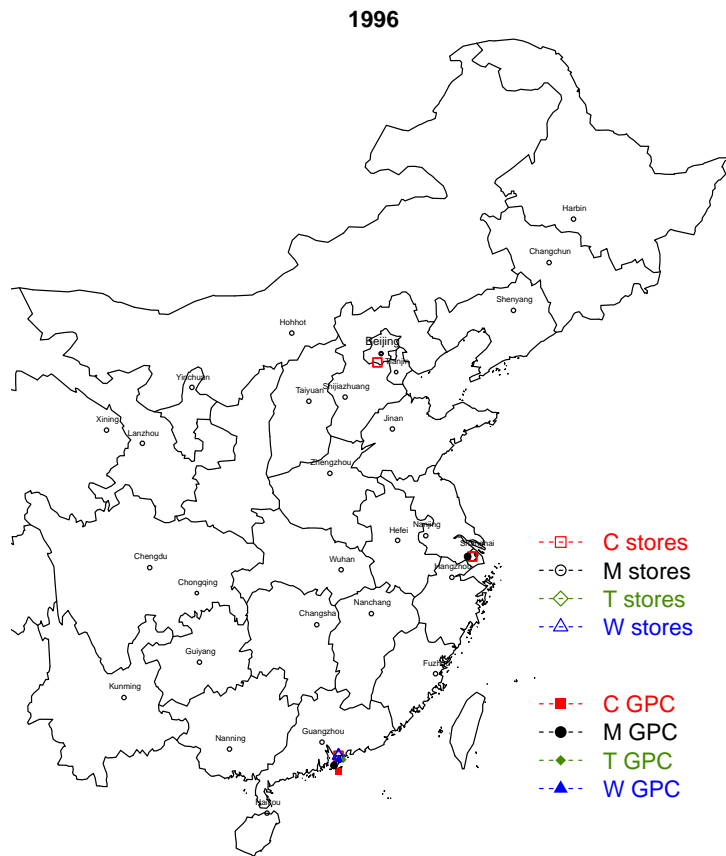 1996
Harbin
Changchun
Shenyang
Hohhot
Beijing
Tianjin
Yinchuan
Taiyuan
Shijiazhuang
Xining
Lanzhou
Jinan
Zhengzhou
Nanjing
Hefei
Shanghai
C stores
Chengdu
Wuhan
Hangzhou
M stores
Chongqing
Nanchang
T stores
Changsha
W stores
Guiyang
Fuzhou
Kunming
C GPC
Guangzhou
M GPC
Nanning
T GPC
W GPC
Haikou